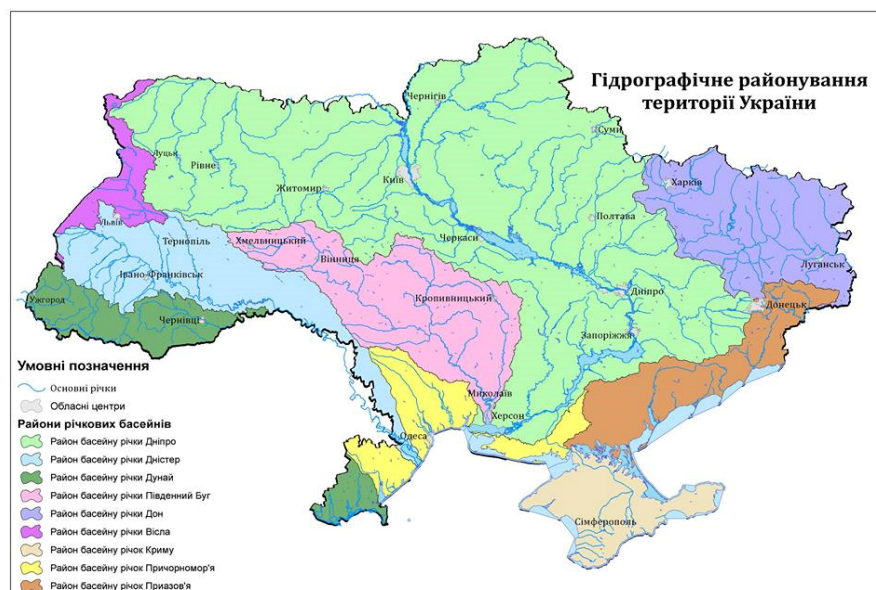 Гідрографічне районування
території України
Чернігів
Суми
Луцьк
Рівне
Київ
Житомир
Харків
Львів
Полтава
Тернопіль
Хмельницький
Черкаси
Вінниця
Луганськ
Івано-Франківськ
Дніпро
Ужгород
Кропивницький
Донецьк
Чернівці
Запоріжжя
Миколаїв
Херсон
Одеса
Сімферополь
Умовні позначення
Основні річки
Обласні центри
Райони річкових басейнів
Район басейну річки Дніпро
Район басейну річки Дністер
Район басейну річки Дунай
Район басейну річки Південний Буг
Район басейну річки Дон
Район басейну річки Вісла
Район басейну річок Криму
Район басейну річок Причорномор'я
Район басейну річок Приазов'я